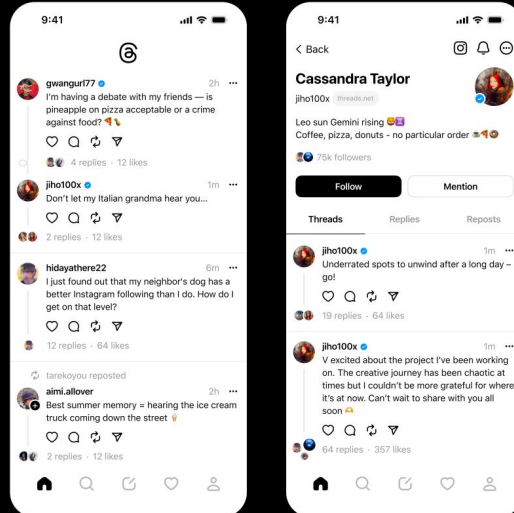 9:41
gwangurl77 2h
I'm having a debate with my friends — is
pineapple on pizza acceptable or a crime
against food? 🍕🍍
4 replies · 12 likes
jiho100x 1m
Don't let my Italian grandma hear you...
2 replies · 12 likes
hidayathere22 6m
I just found out that my neighbor's dog has a
better Instagram following than I do. How do I
get on that level?
12 replies · 64 likes
tarekoyou reposted
aimi.allover 2h
Best summer memory = hearing the ice cream
truck coming down the street 🍦
2 replies · 12 likes
9:41
< Back
Cassandra Taylor
jiho100x threads.net
Leo sun Gemini rising 🦁♊
Coffee, pizza, donuts - no particular order ☕🍕🍩
75k followers
Follow
Mention
Threads
Replies
Reposts
jiho100x 1m
Underrated spots to unwind after a long day –
go!
19 replies · 64 likes
jiho100x 1m
V excited about the project I've been working
on. The creative journey has been chaotic at
times but I couldn't be more grateful for where
it's at now. Can't wait to share with you all
soon 🫶
64 replies · 357 likes